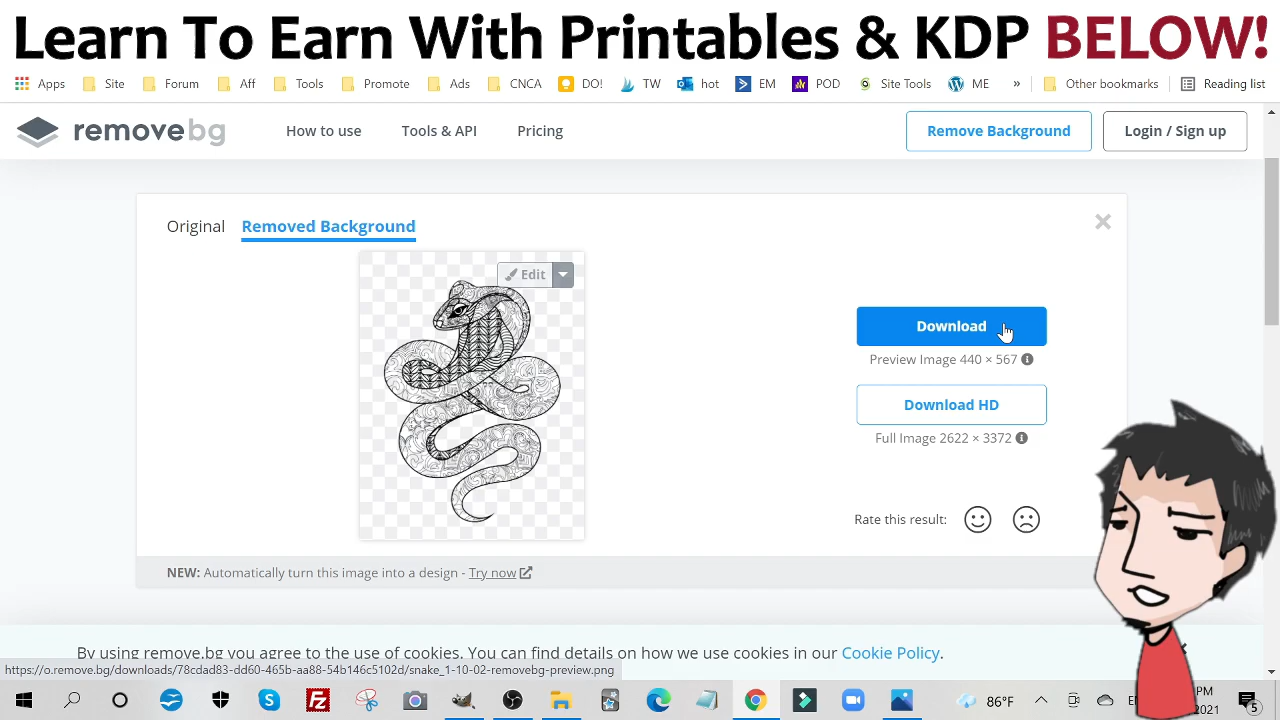 Learn To Earn With Printables & KDP BELOW!
Apps Site Forum Aff Tools Promote Ads CNCA DO! TW hot EM POD Site Tools ME » Other bookmarks Reading list
removebg How to use Tools & API Pricing Remove Background Login / Sign up
Original Removed Background
Edit
Download
Preview Image 440 × 567
Download HD
Full Image 2622 × 3372
Rate this result:
NEW: Automatically turn this image into a design - Try now
By using remove.bg you agree to the use of cookies. You can find details on how we use cookies in our Cookie Policy.
https://o.remove.bg/downloads/78cdad83-dd60-465b-aa88-54b146c5102d/snake_1-10-02-removebg-preview.png
86°F PM
2021 5